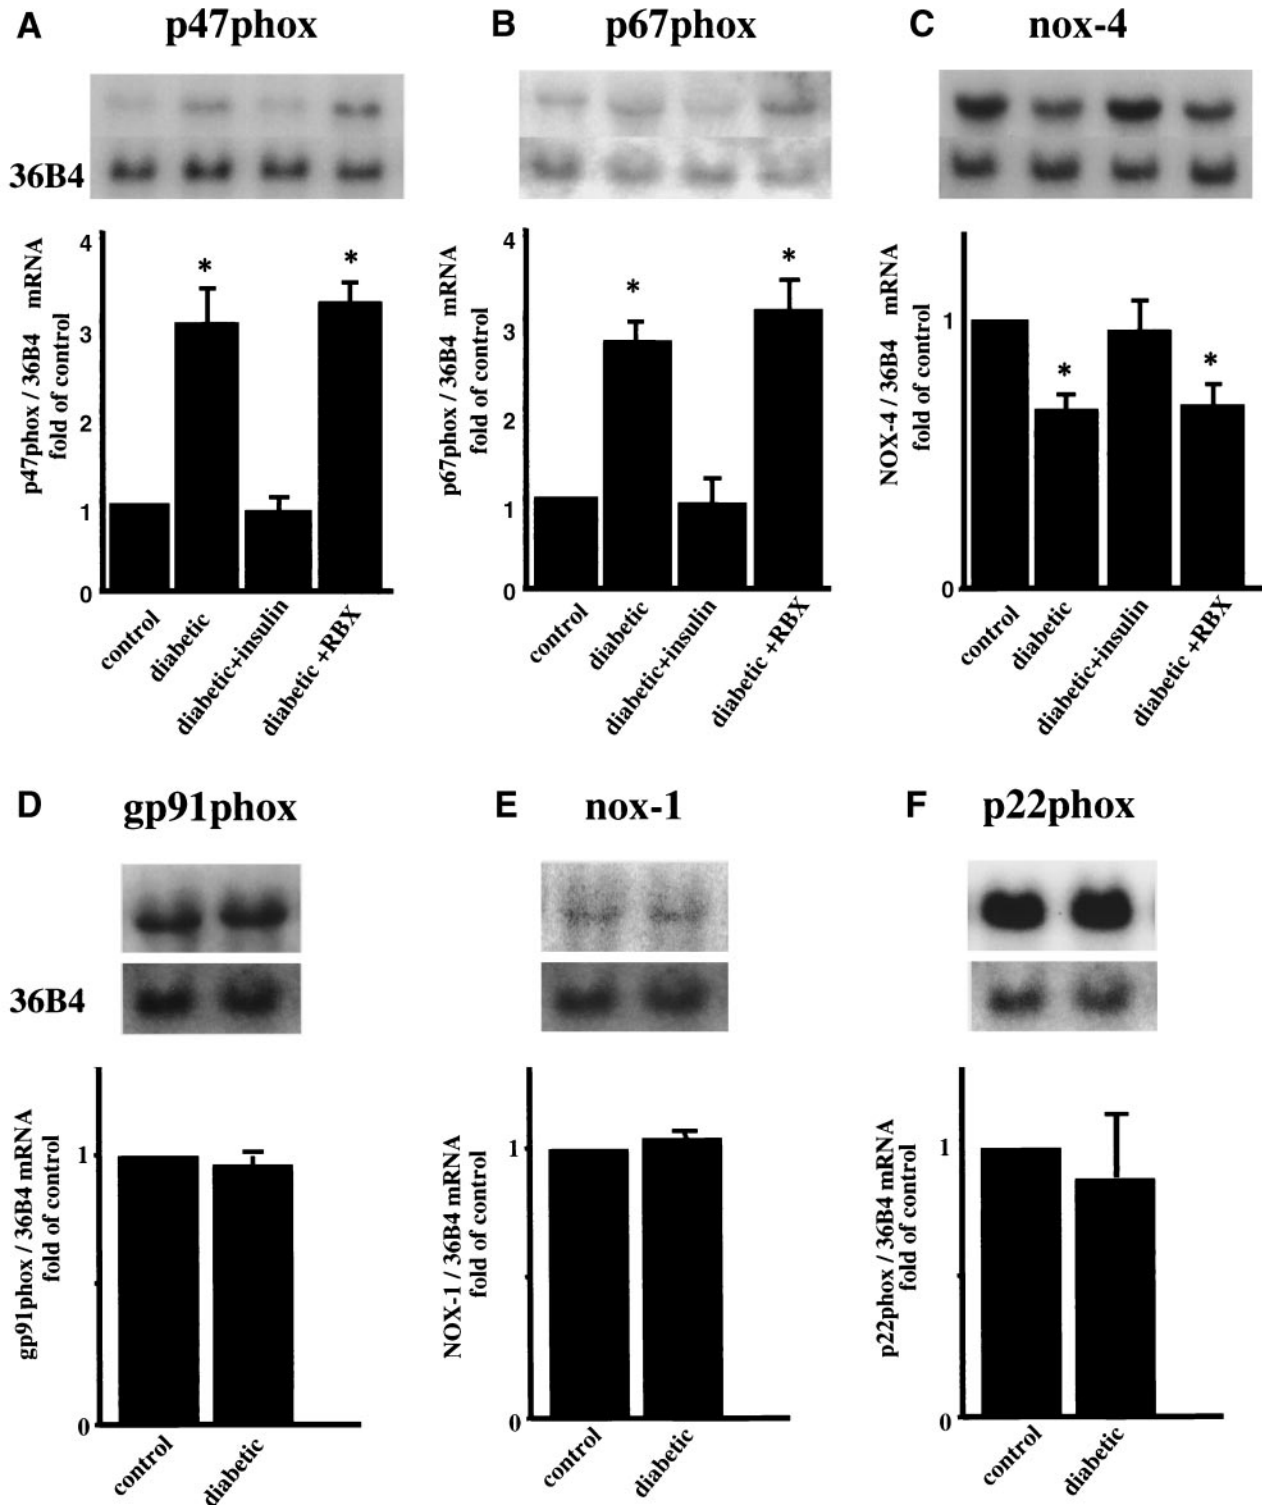 A p47phox
36B4
p47phox / 36B4 mRNA
fold of control
4
*
*
3
2
1
0
control
diabetic
diabetic+insulin
diabetic +RBX
B p67phox
p67phox / 36B4 mRNA
fold of control
4
*
*
3
2
1
0
control
diabetic
diabetic+insulin
diabetic +RBX
C nox-4
NOX-4 / 36B4 mRNA
fold of control
1
*
*
0
control
diabetic
diabetic+insulin
diabetic +RBX
D gp91phox
36B4
gp91phox / 36B4 mRNA
fold of control
1
0
control
diabetic
E nox-1
NOX-1 / 36B4 mRNA
fold of control
1
0
control
diabetic
F p22phox
p22phox / 36B4 mRNA
fold of control
1
0
control
diabetic